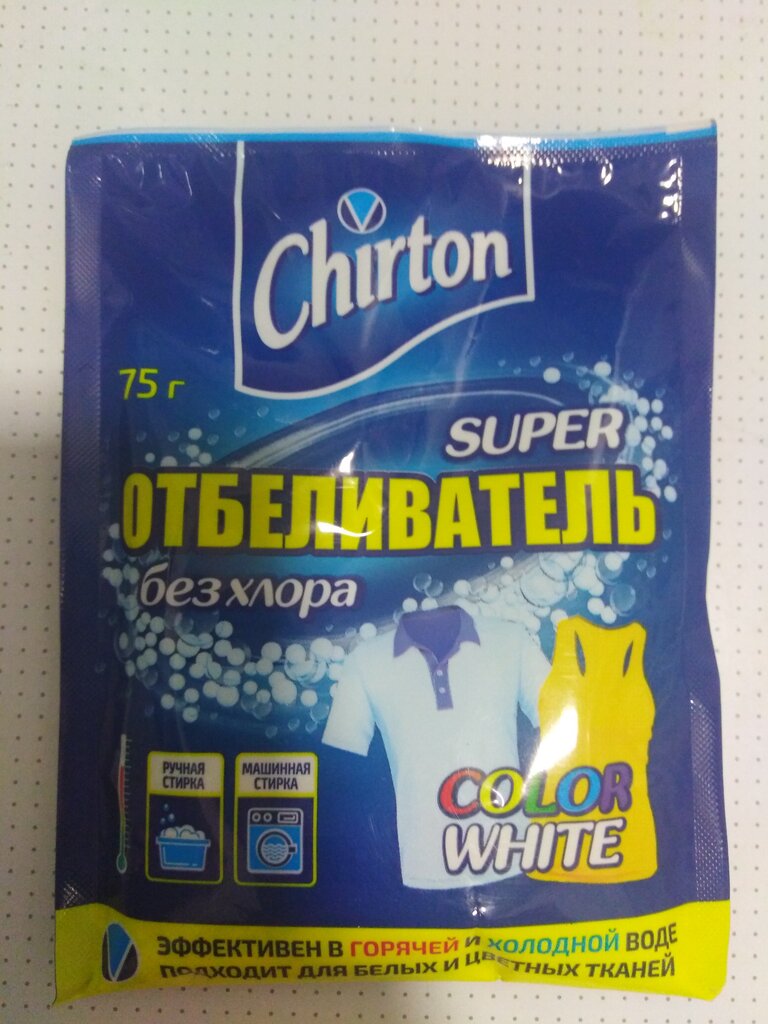 Chirton
75 г
SUPER
ОТБЕЛИВАТЕЛЬ
без хлора
РУЧНАЯ
СТИРКА
МАШИННАЯ
СТИРКА
COLOR
WHITE
ЭФФЕКТИВЕН В ГОРЯЧЕЙ И ХОЛОДНОЙ ВОДЕ
ПОДХОДИТ ДЛЯ БЕЛЫХ И ЦВЕТНЫХ ТКАНЕЙ